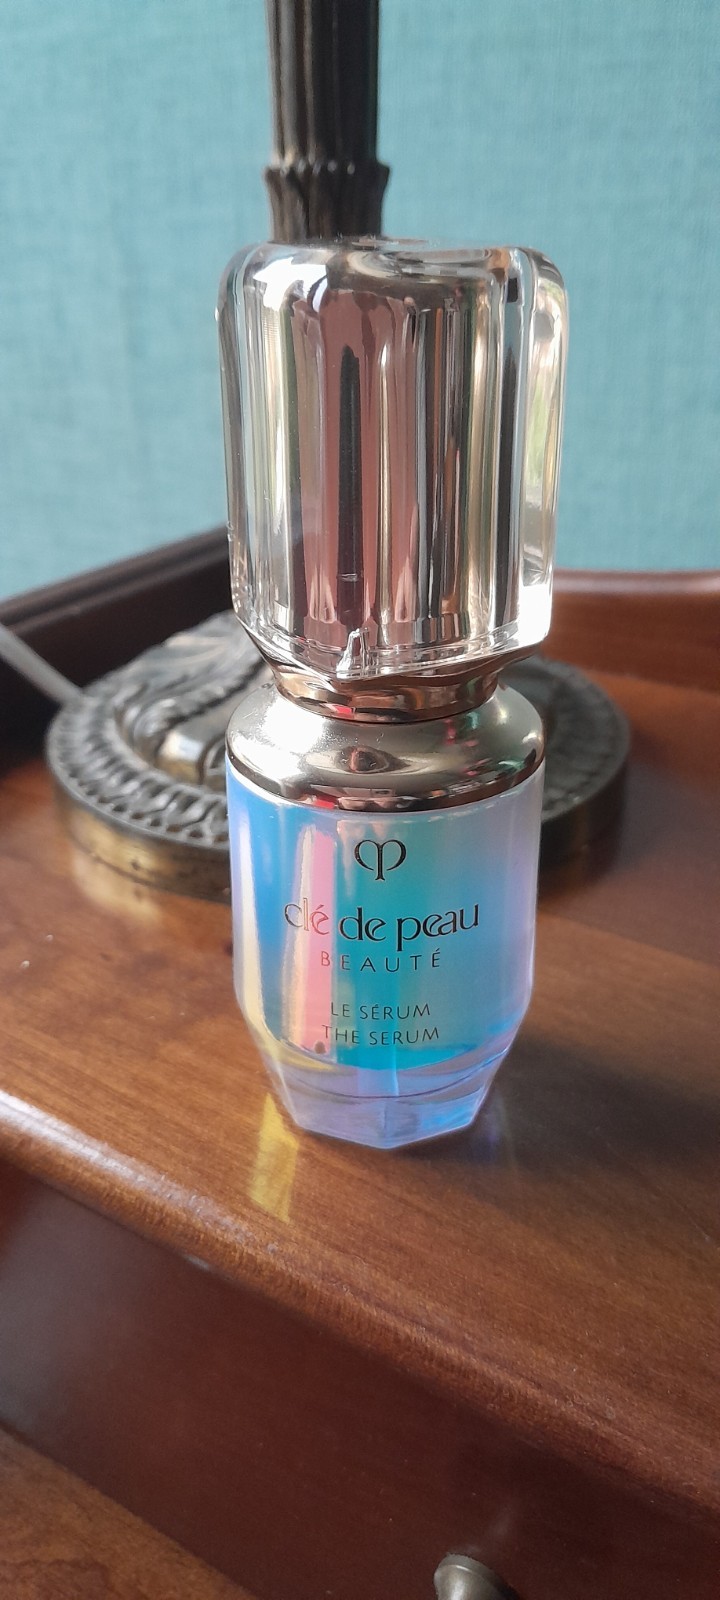 clé de peau
BEAUTÉ
LE SÉRUM
THE SERUM